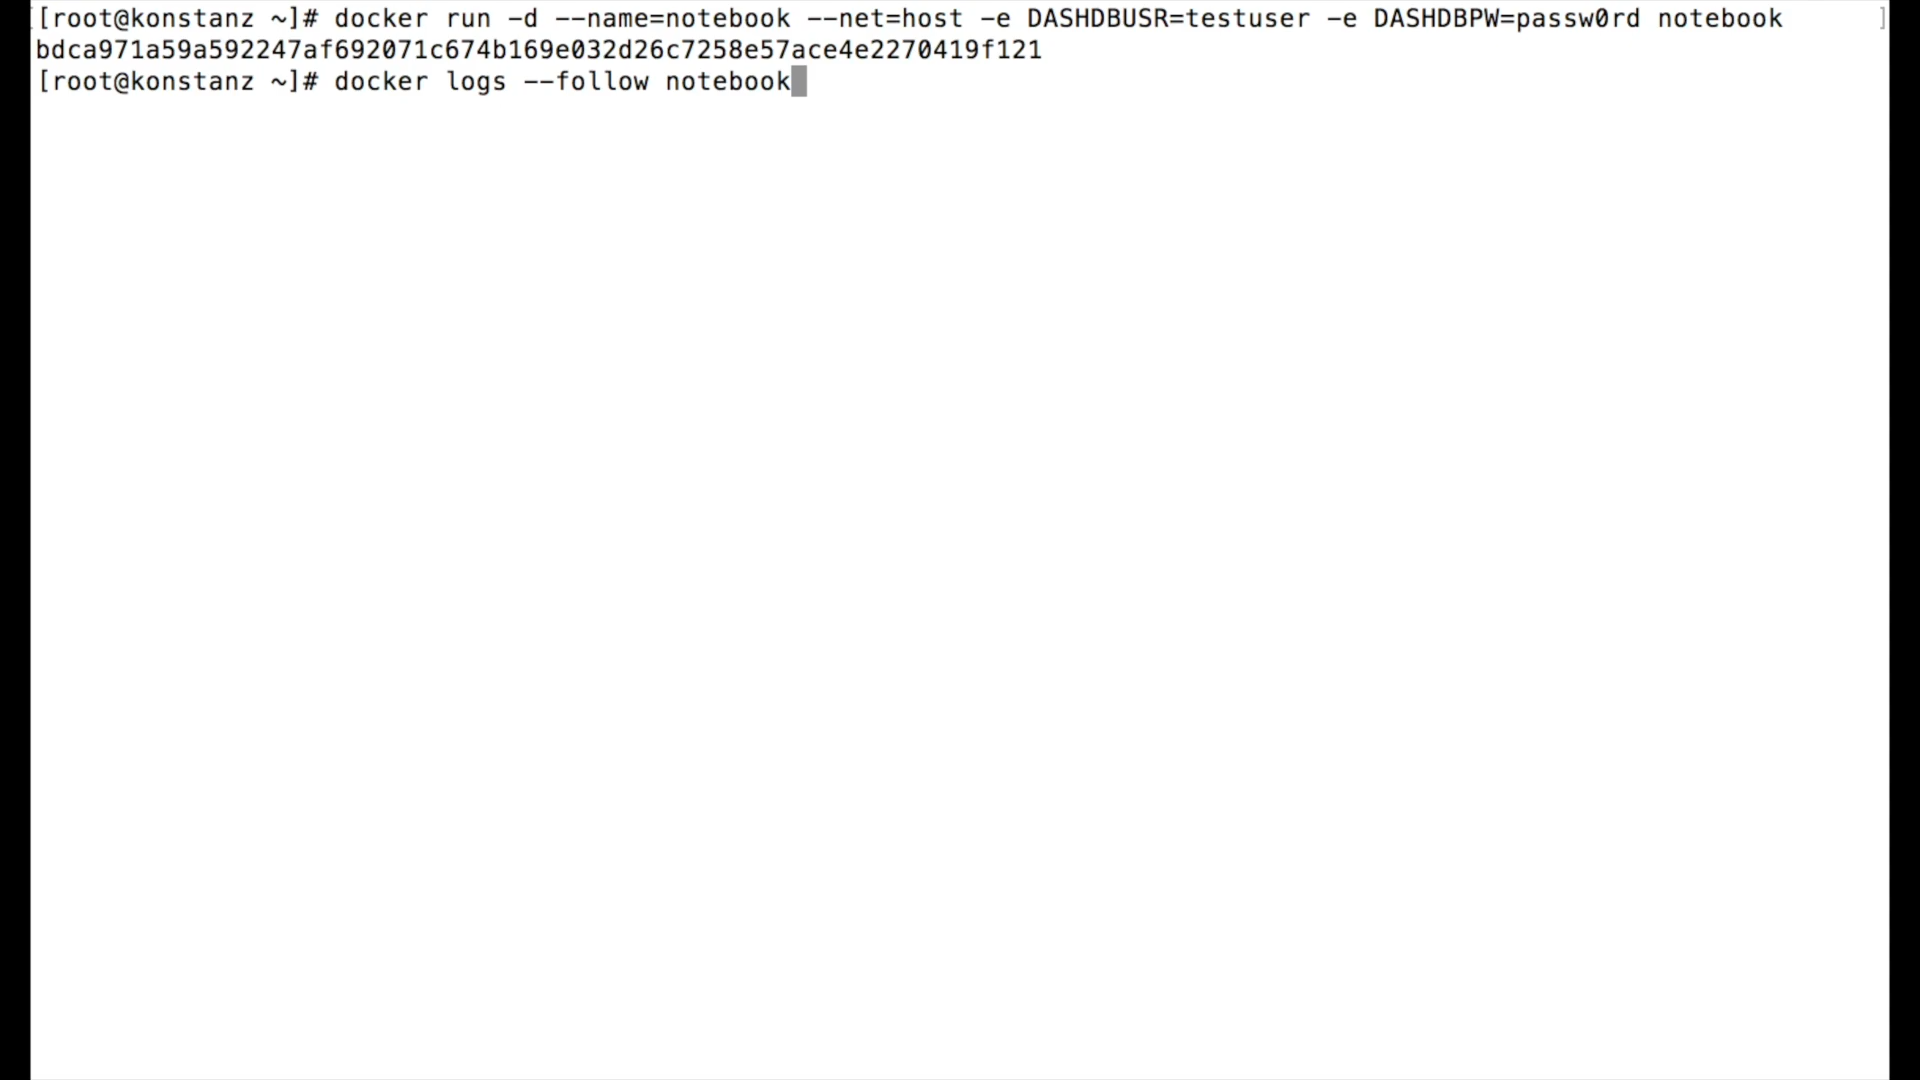 [root@konstanz ~]# docker run -d --name=notebook --net=host -e DASHDBUSR=testuser -e DASHDBPW=passw0rd notebook ]
bdca971a59a592247af692071c674b169e032d26c7258e57ace4e2270419f121
[root@konstanz ~]# docker logs --follow notebook